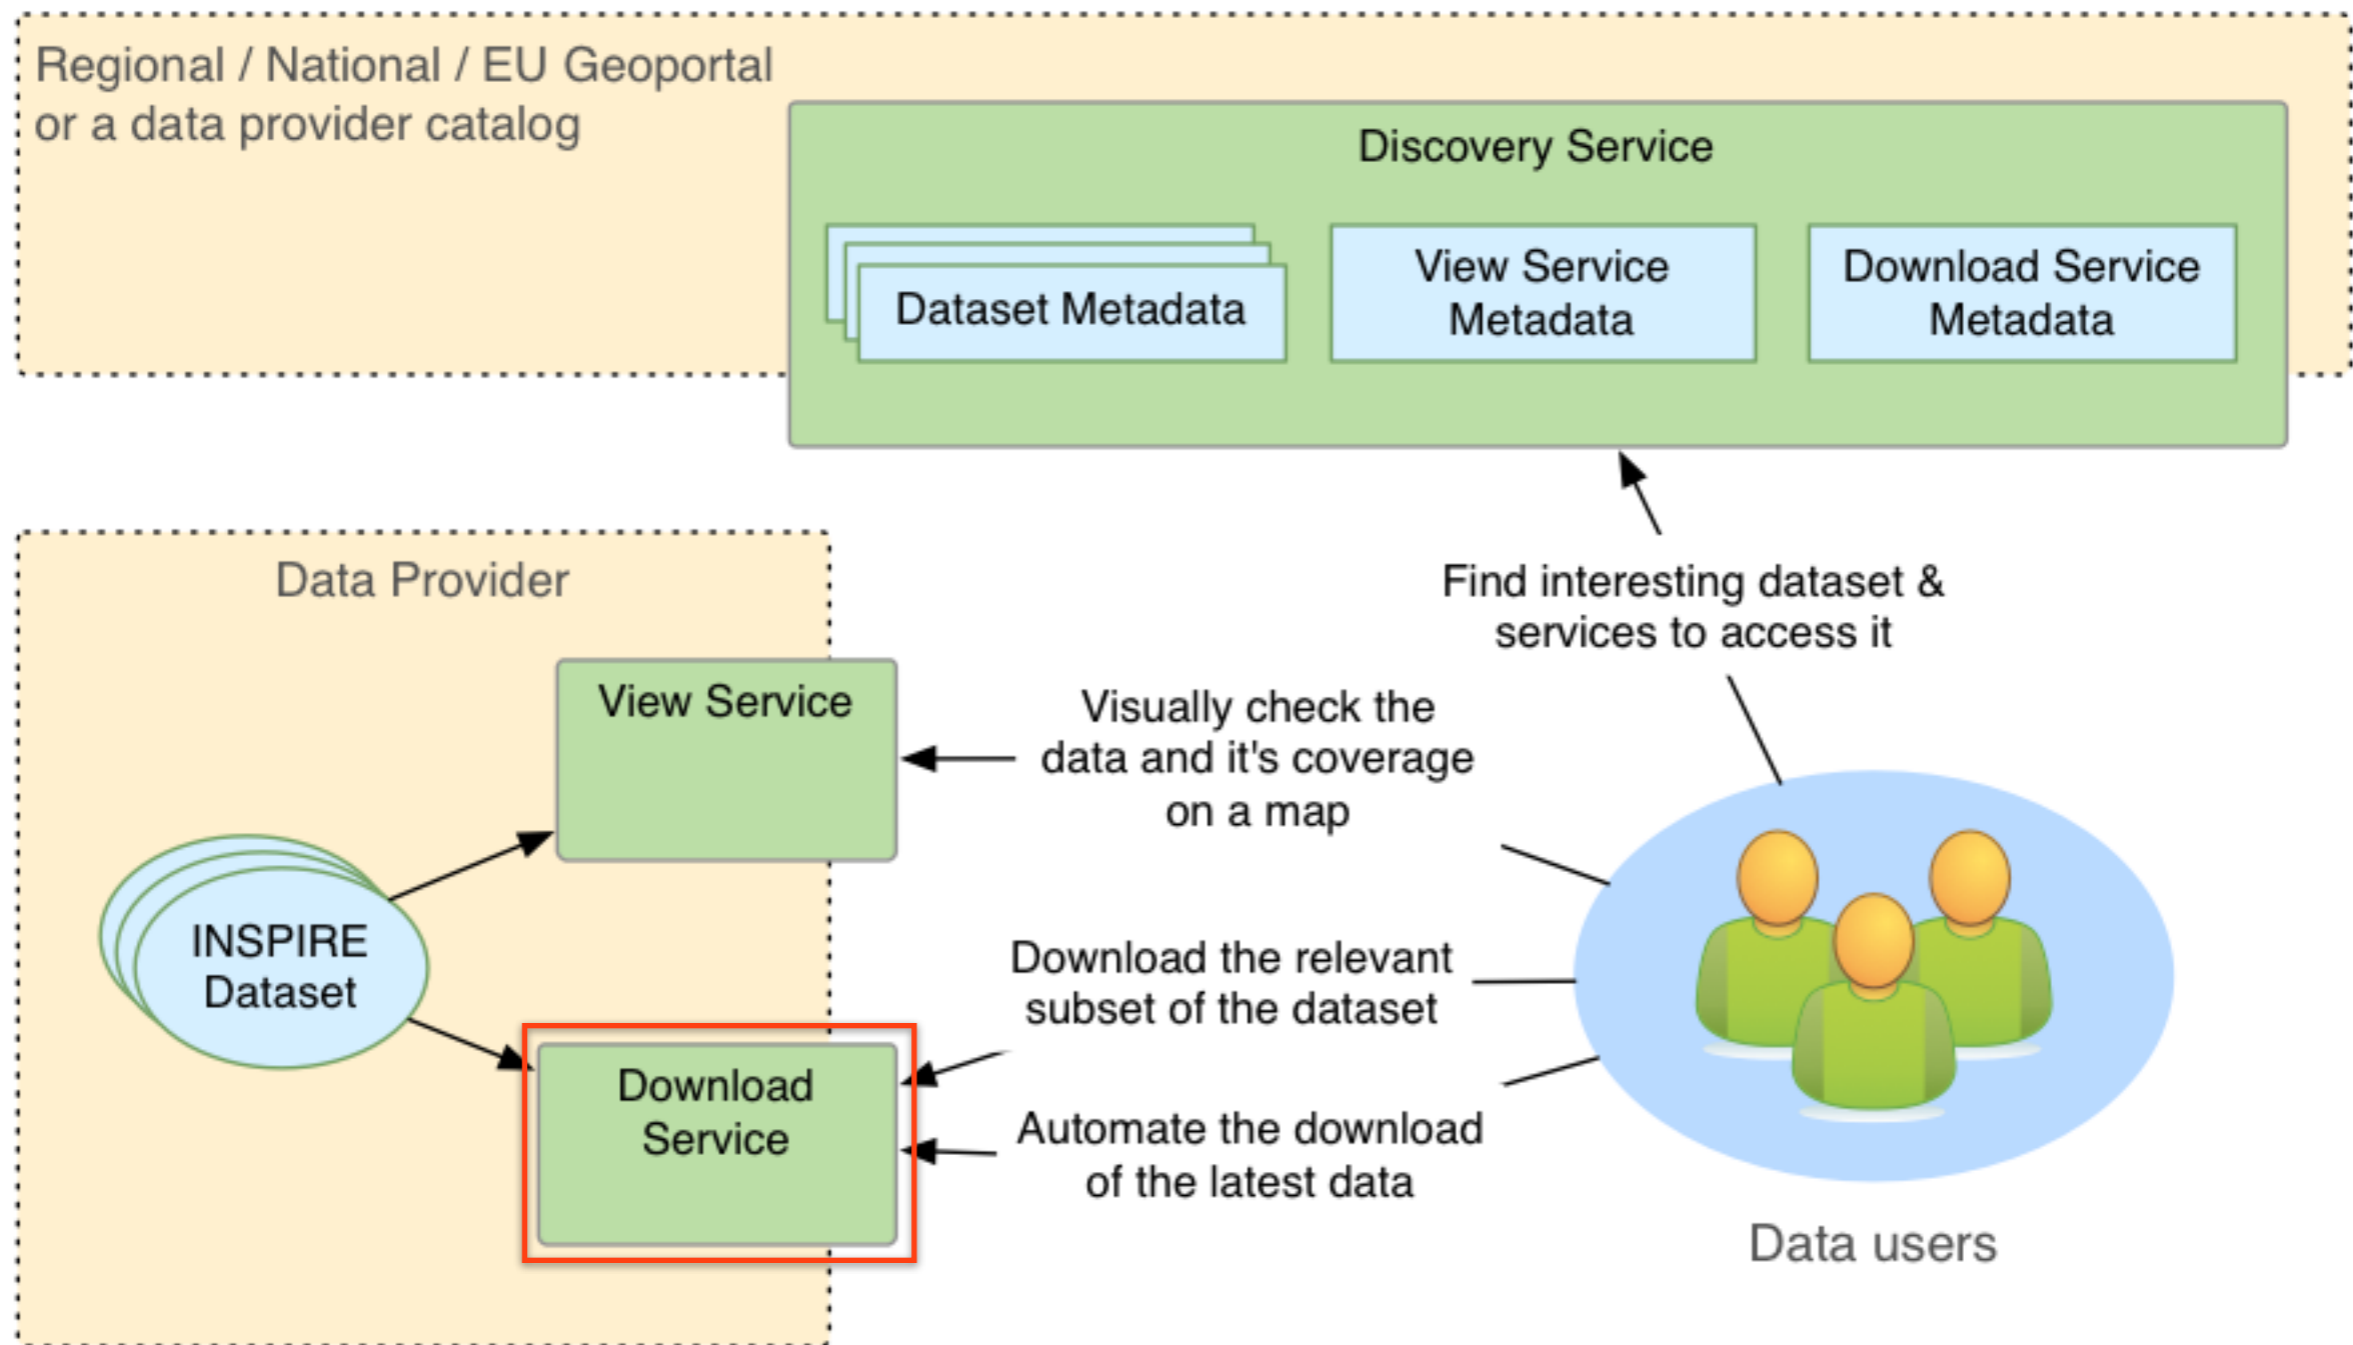 Regional / National / EU Geoportal
or a data provider catalog
Discovery Service
Dataset Metadata
View Service
Metadata
Download Service
Metadata
Find interesting dataset &
services to access it
Data Provider
View Service
Visually check the
data and it's coverage
on a map
INSPIRE
Dataset
Download the relevant
subset of the dataset
Download
Service
Automate the download
of the latest data
Data users